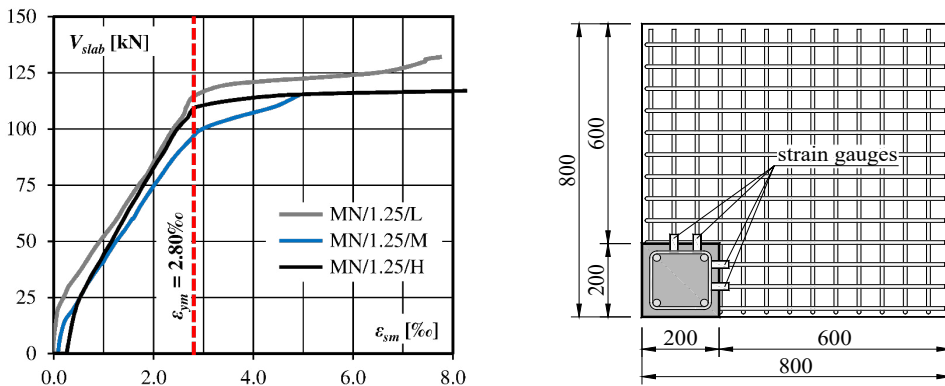 150
V_slab [kN]
125
100
75
50
25
0
0.0 2.0 4.0 6.0 8.0
ε_ym = 2.80‰
MN/1.25/L
MN/1.25/M
MN/1.25/H
ε_sm [‰]
800
600
200
strain gauges
200 600
800